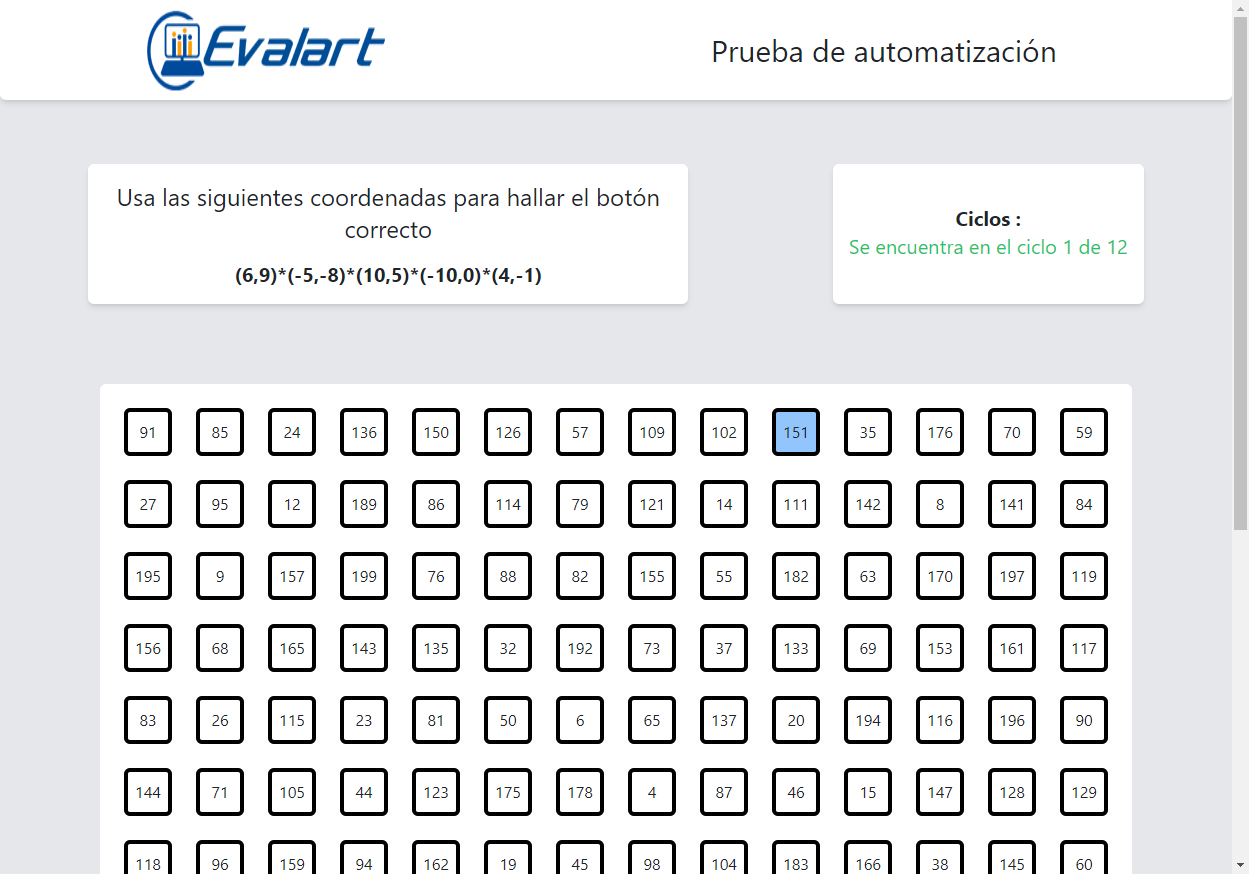 Evalart
Prueba de automatización
Usa las siguientes coordenadas para hallar el botón
correcto
(6,9)*(-5,-8)*(10,5)*(-10,0)*(4,-1)
Ciclos :
Se encuentra en el ciclo 1 de 12
91 85 24 136 150 126 57 109 102 151 35 176 70 59
27 95 12 189 86 114 79 121 14 111 142 8 141 84
195 9 157 199 76 88 82 155 55 182 63 170 197 119
156 68 165 143 135 32 192 73 37 133 69 153 161 117
83 26 115 23 81 50 6 65 137 20 194 116 196 90
144 71 105 44 123 175 178 4 87 46 15 147 128 129
118 96 159 94 162 19 45 98 104 183 166 38 145 60